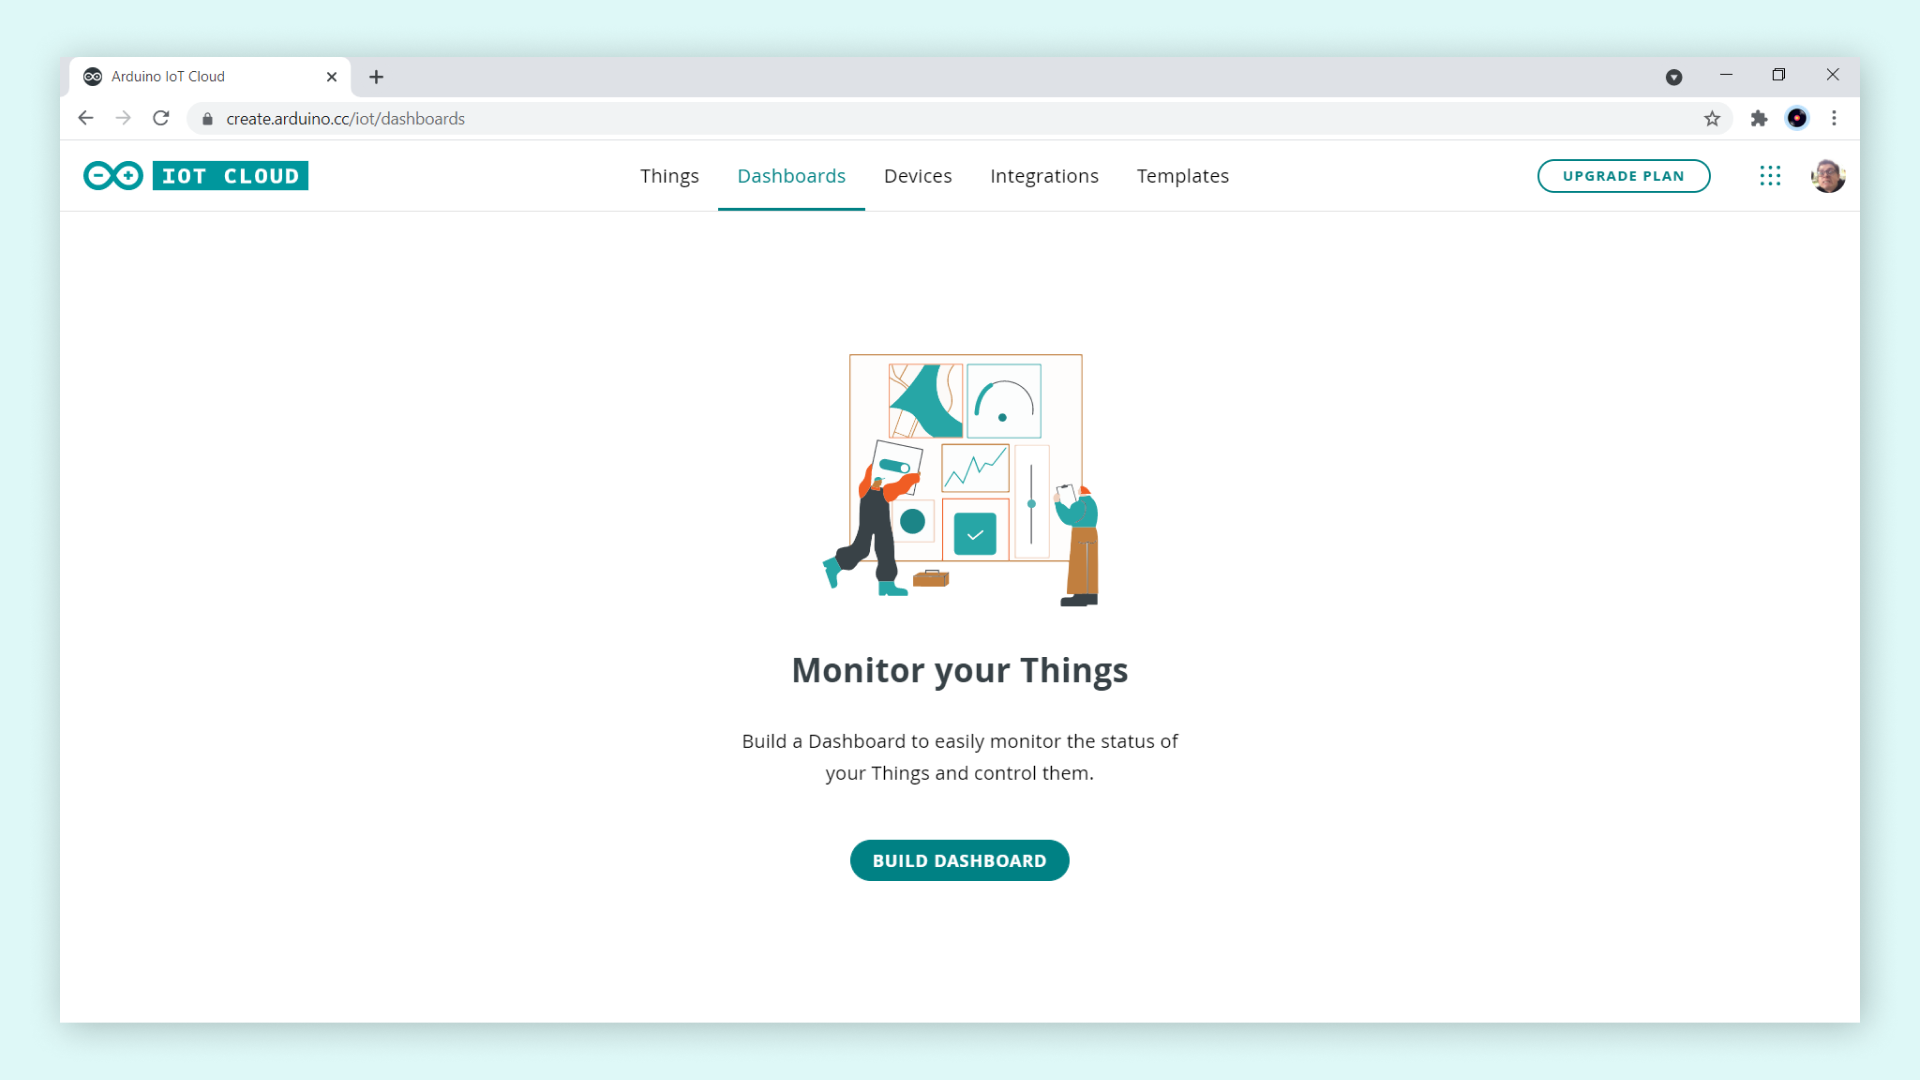 Arduino IoT Cloud
create.arduino.cc/iot/dashboards
IOT CLOUD
Things
Dashboards
Devices
Integrations
Templates
UPGRADE PLAN
Monitor your Things
Build a Dashboard to easily monitor the status of
your Things and control them.
BUILD DASHBOARD